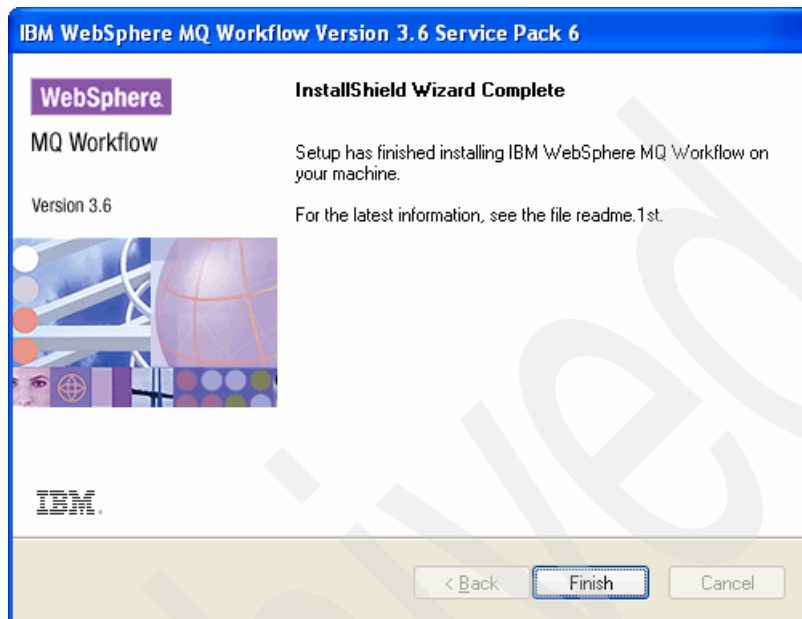 IBM WebSphere MQ Workflow Version 3.6 Service Pack 6
WebSphere.
MQ Workflow
Version 3.6
InstallShield Wizard Complete
Setup has finished installing IBM WebSphere MQ Workflow on
your machine.
For the latest information, see the file readme.1st.
IBM.
< Back
Finish
Cancel